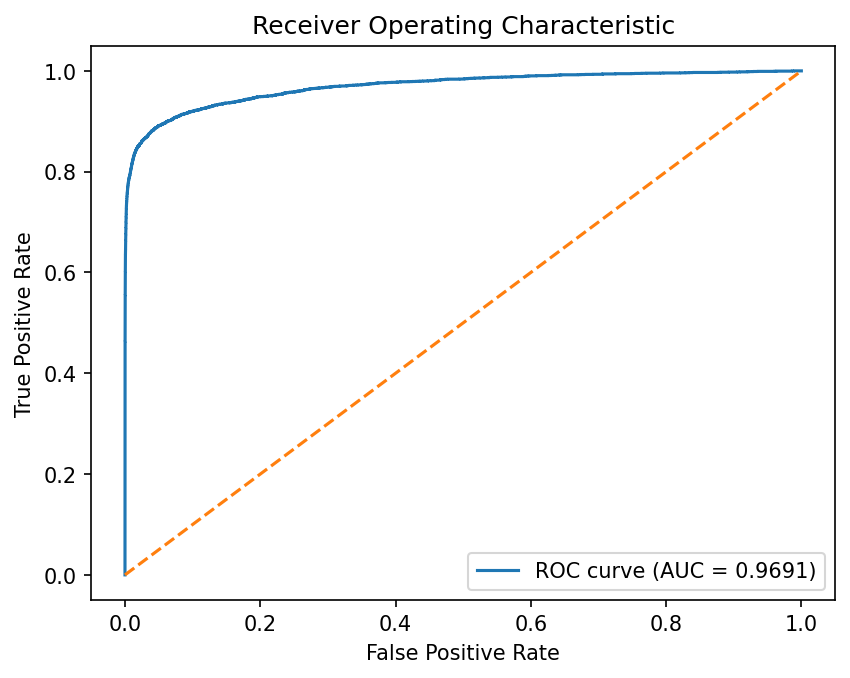 Receiver Operating Characteristic
1.0
0.8
0.6
0.4
0.2
0.0
True Positive Rate
ROC curve (AUC = 0.9691)
0.0 0.2 0.4 0.6 0.8 1.0
False Positive Rate